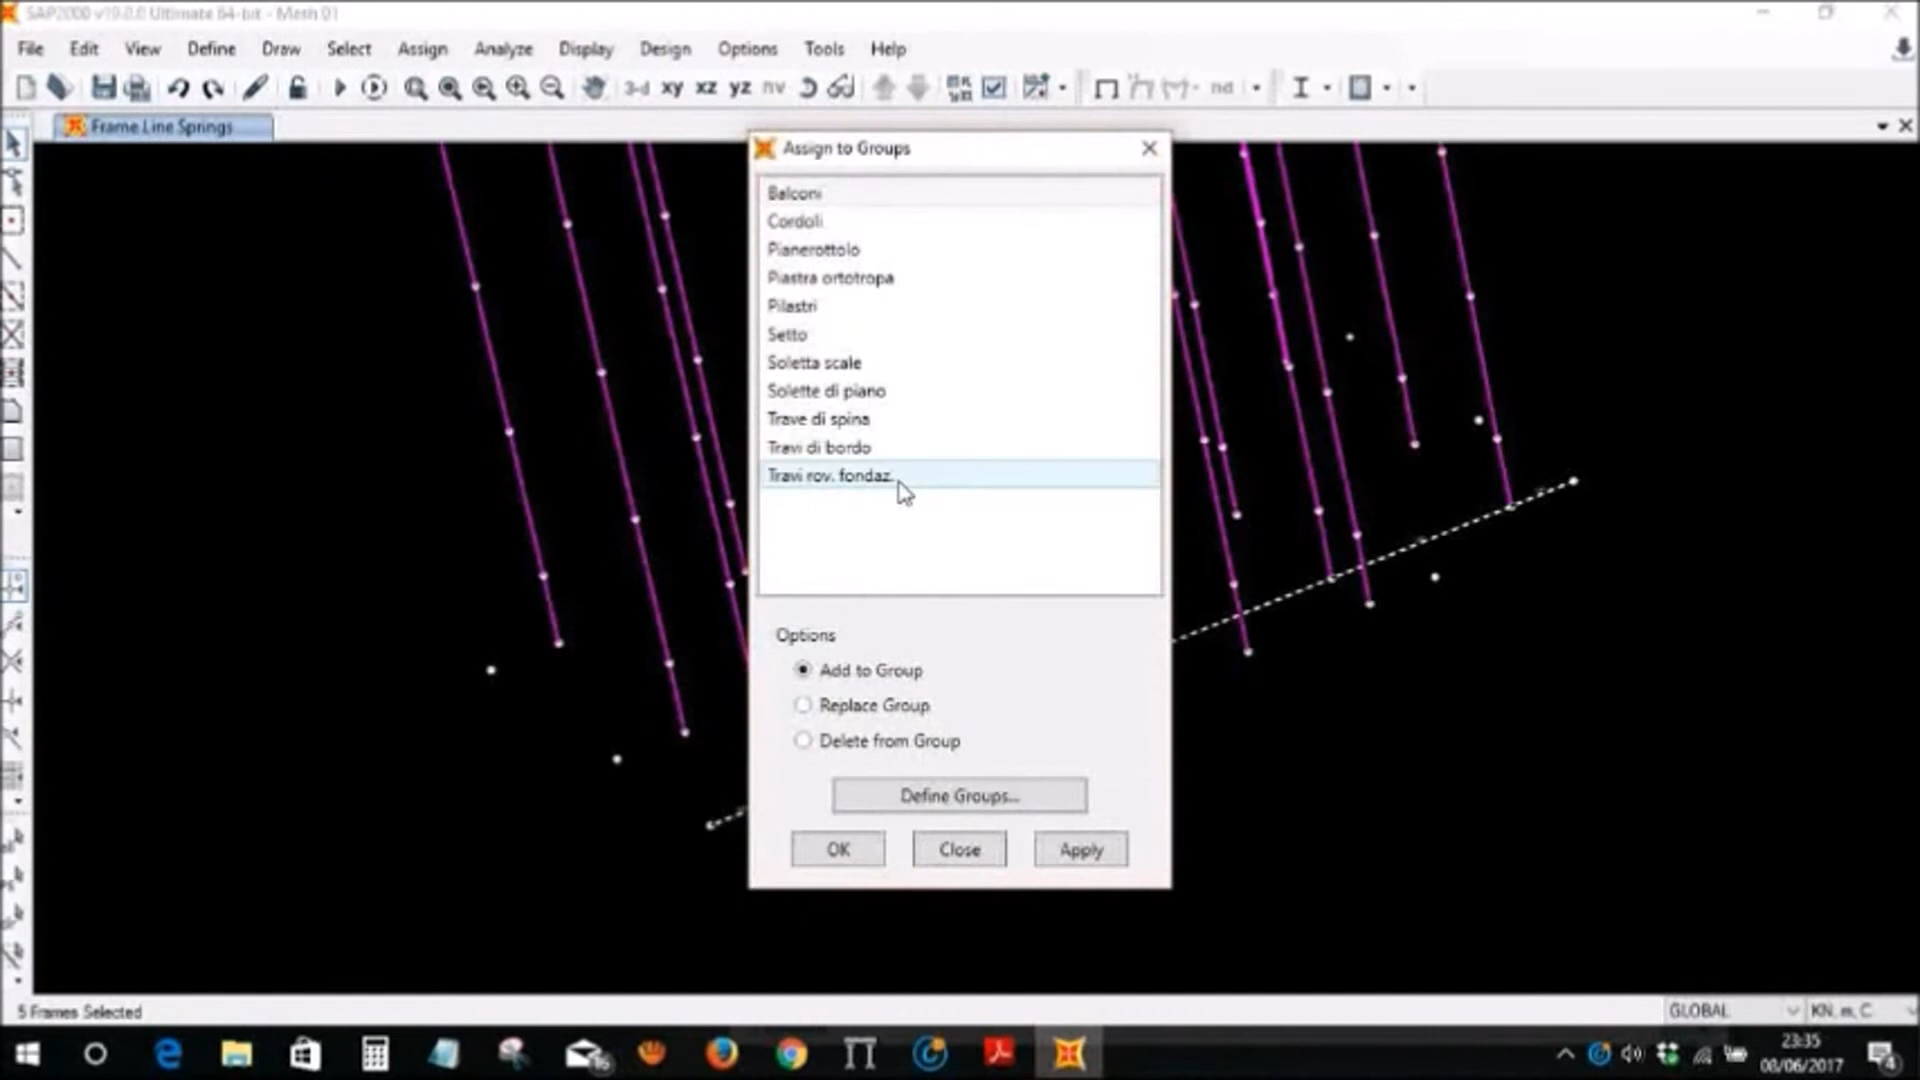 SAP2000 v19.0.0 Ultimate 64-bit - Mesh 01
File Edit View Define Draw Select Assign Analyze Display Design Options Tools Help
3-d xy xz yz nv nd
Frame Line Springs
Assign to Groups
Balconi
Cordoli
Pianerottolo
Piastra ortotropa
Pilastri
Setto
Soletta scale
Solette di piano
Trave di spina
Travi di bordo
Travi rov. fondaz.
Options
Add to Group
Replace Group
Delete from Group
Define Groups...
OK Close Apply
5 Frames Selected
GLOBAL
KN, m, C
23:35
08/06/2017